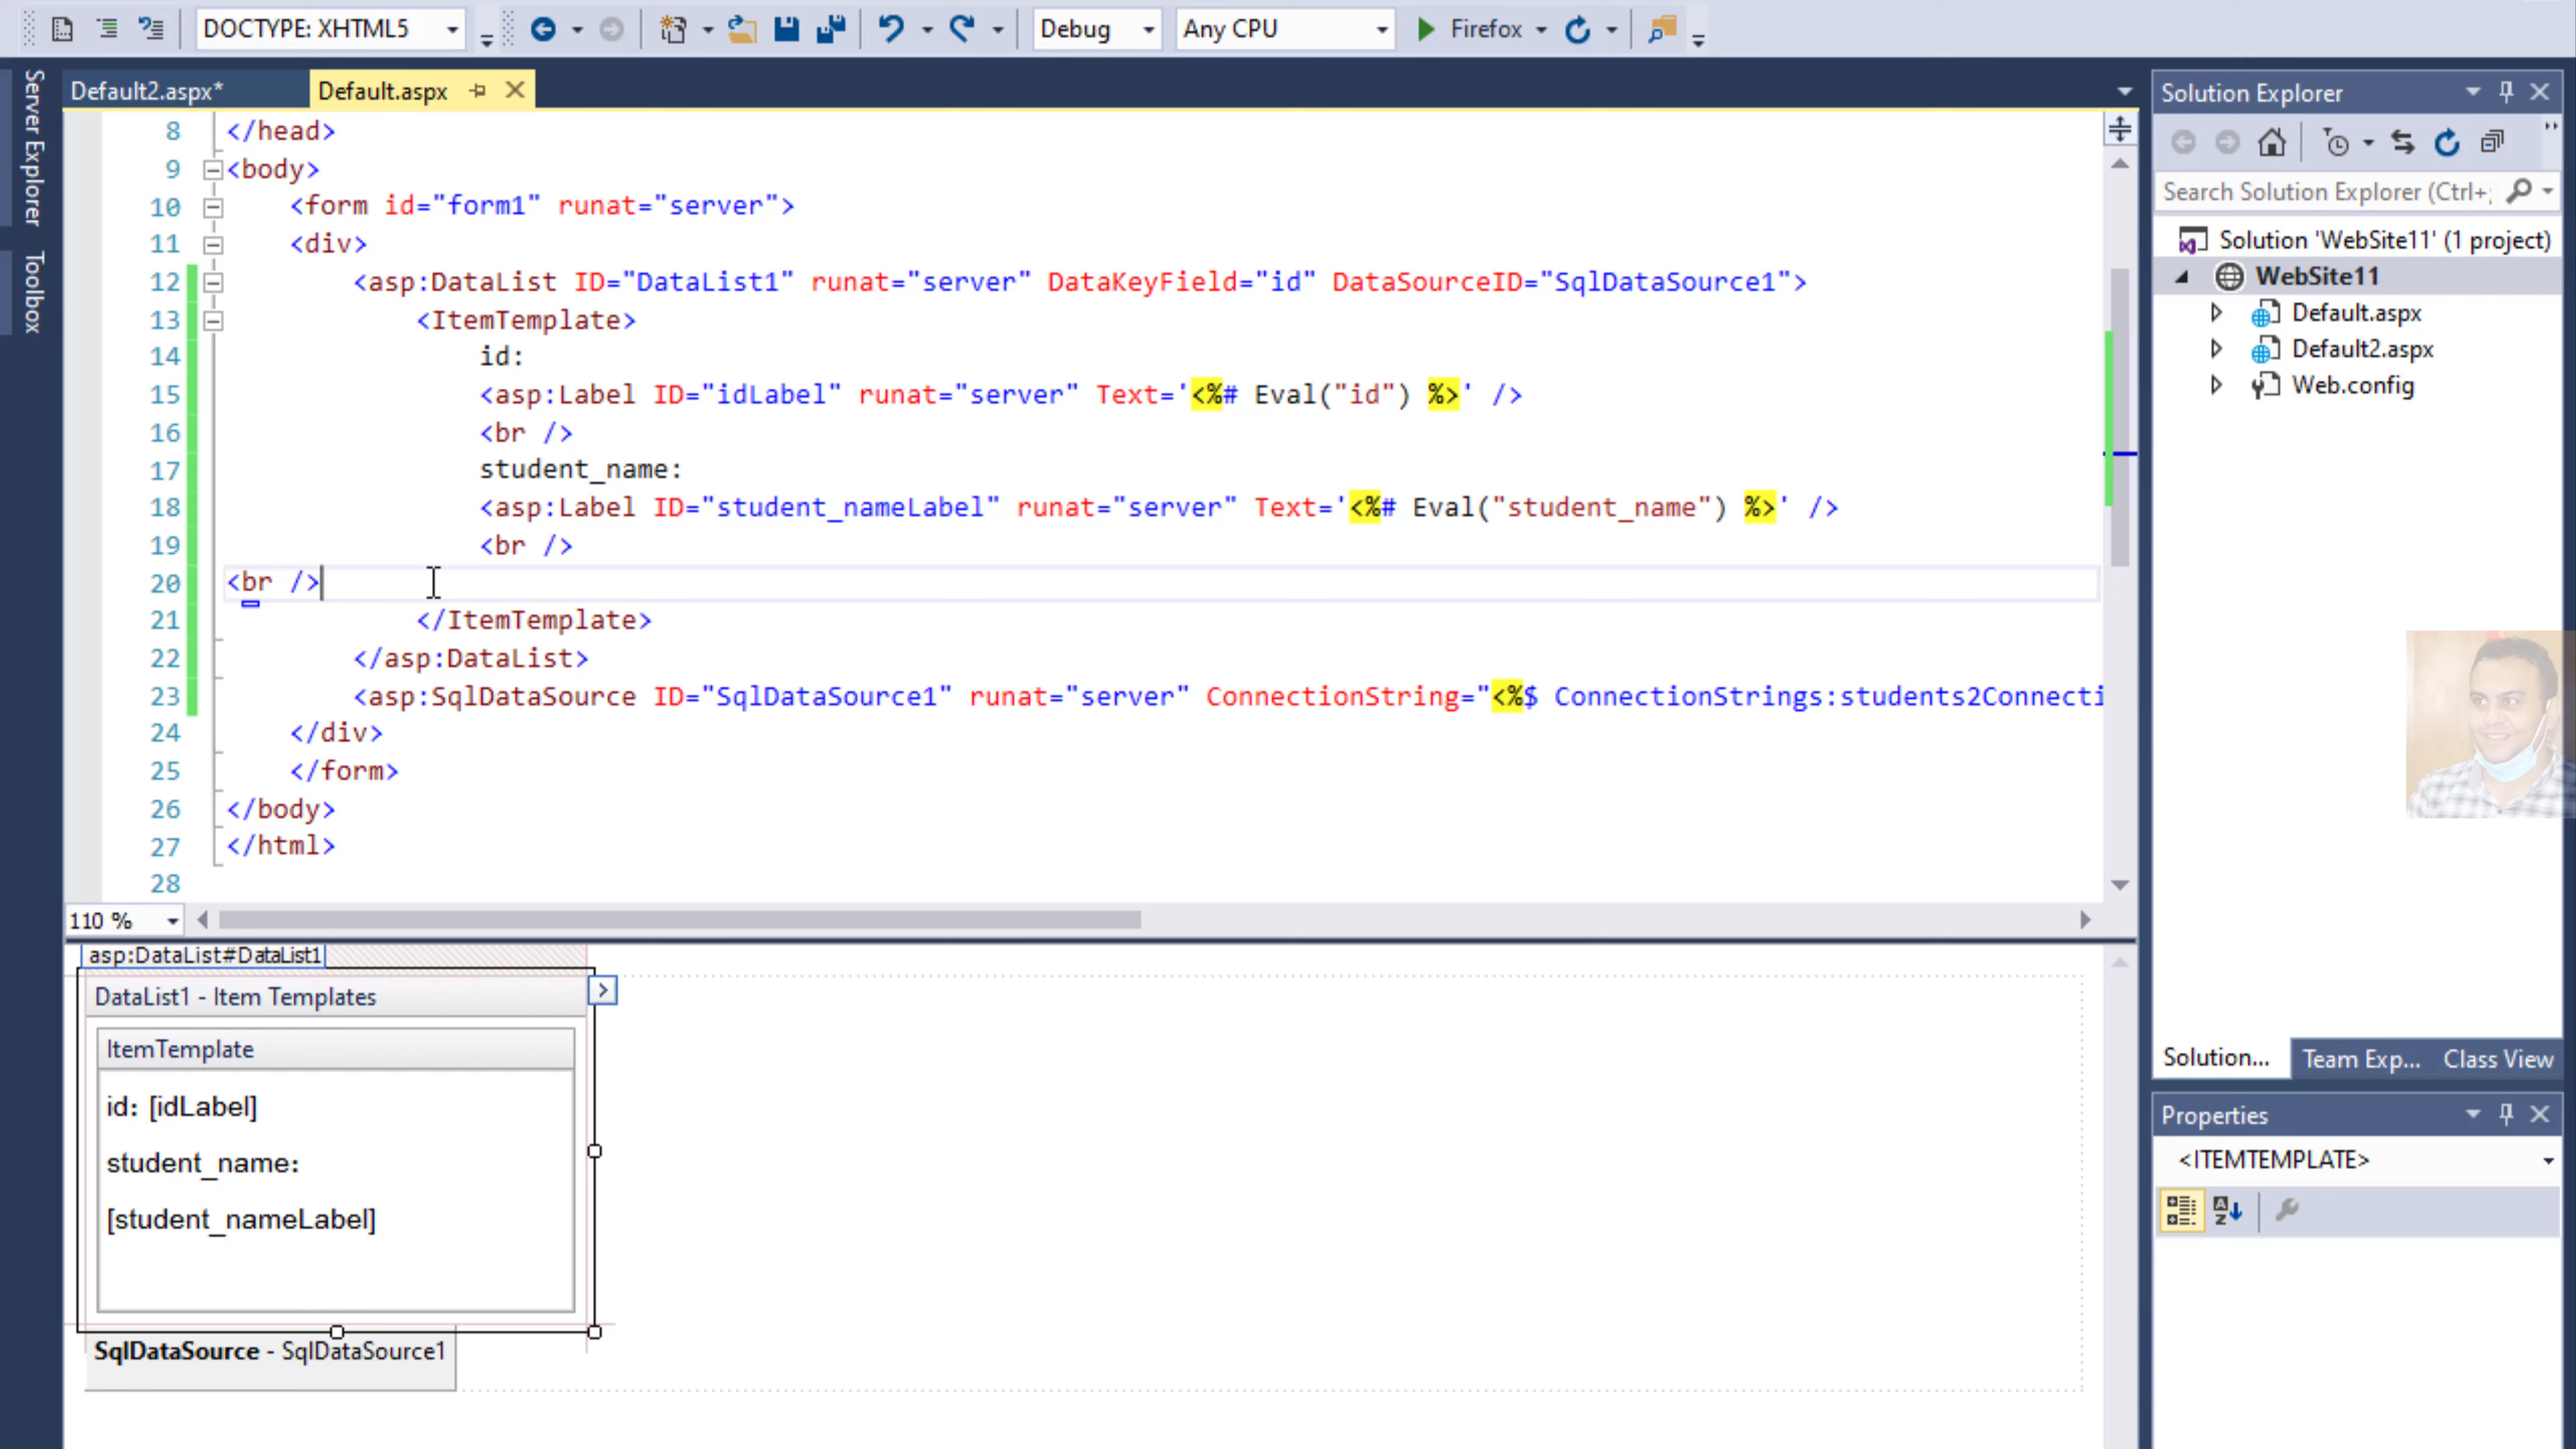 DOCTYPE: XHTML5 Debug Any CPU Firefox
Server Explorer
Toolbox
Default2.aspx* Default.aspx
8 </head>
9 <body>
10 <form id="form1" runat="server">
11 <div>
12 <asp:DataList ID="DataList1" runat="server" DataKeyField="id" DataSourceID="SqlDataSource1">
13 <ItemTemplate>
14 id:
15 <asp:Label ID="idLabel" runat="server" Text='<%# Eval("id") %>' />
16 <br />
17 student_name:
18 <asp:Label ID="student_nameLabel" runat="server" Text='<%# Eval("student_name") %>' />
19 <br />
20 <br />
21 </ItemTemplate>
22 </asp:DataList>
23 <asp:SqlDataSource ID="SqlDataSource1" runat="server" ConnectionString="<%$ ConnectionStrings:students2Connecti
24 </div>
25 </form>
26 </body>
27 </html>
28
110 %
asp:DataList#DataList1
DataList1 - Item Templates
ItemTemplate
id: [idLabel]
student_name:
[student_nameLabel]
SqlDataSource - SqlDataSource1
Solution Explorer
Search Solution Explorer (Ctrl+;
Solution 'WebSite11' (1 project)
WebSite11
Default.aspx
Default2.aspx
Web.config
Solution... Team Exp... Class View
Properties
<ITEMTEMPLATE>